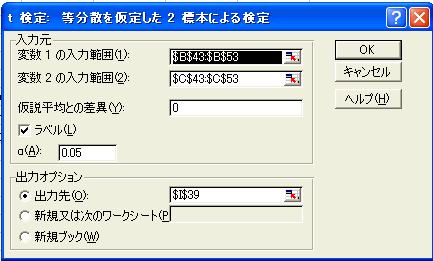 t 検定: 等分散を仮定した 2 標本による検定
入力元
変数 1 の入力範囲(1): $B$43:$B$53
変数 2 の入力範囲(2): $C$43:$C$53
仮説平均との差異(Y): 0
ラベル(L)
α(A): 0.05
出力オプション
出力先(O): $I$39
新規又は次のワークシート(P
新規ブック(W)
OK
キャンセル
ヘルプ(H)